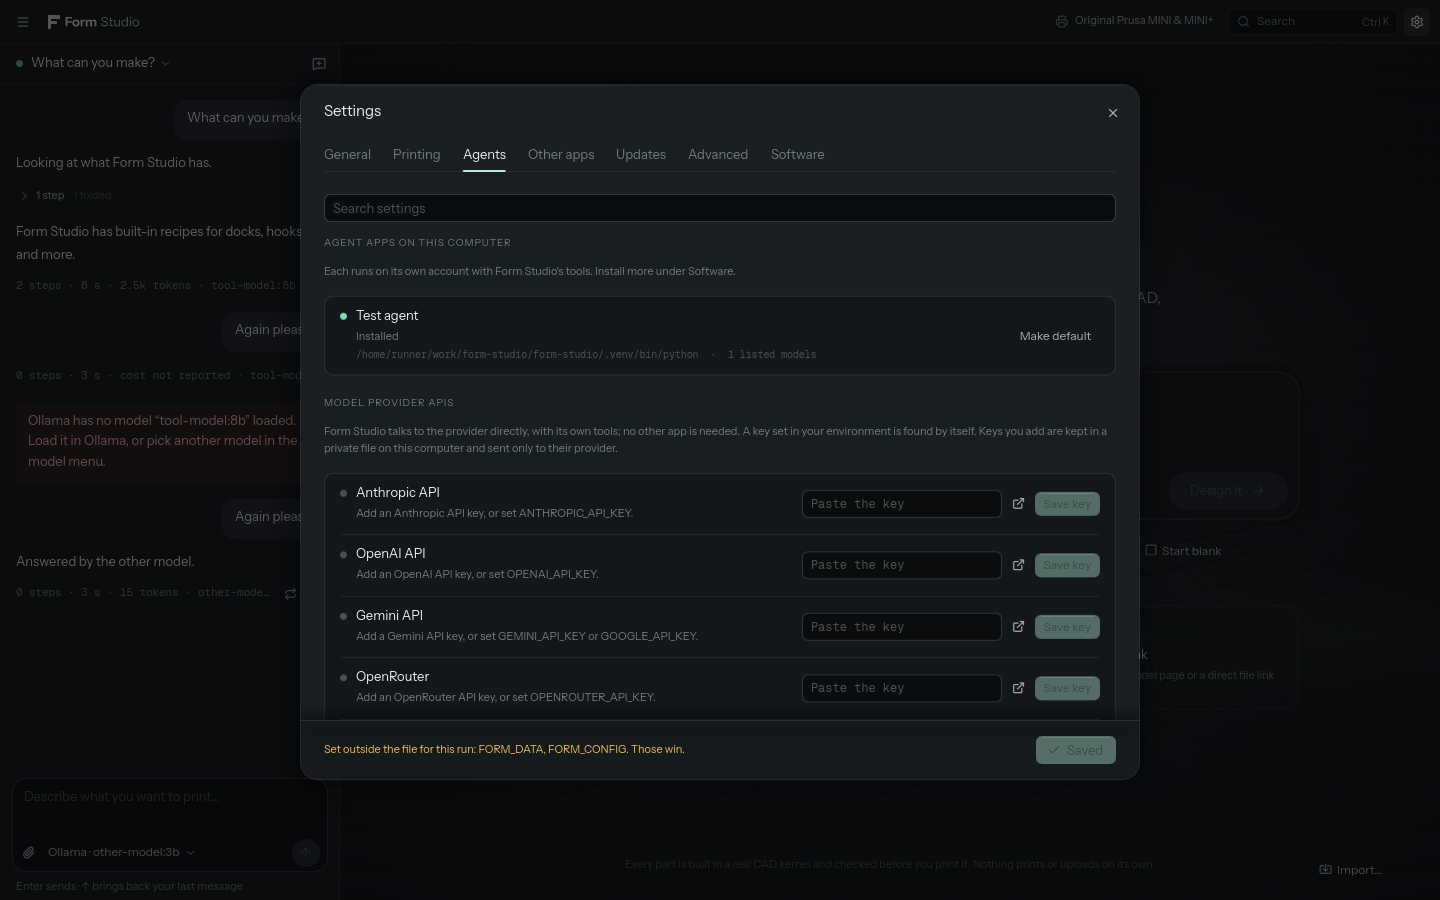 Form Studio
Original Prusa MINI & MINI+
Search
Ctrl K
What can you make?
What can you make
Looking at what Form Studio has.
1 step
1 folded
Form Studio has built-in recipes for docks, hooks
and more.
2 steps · 6 s · 2.5k tokens · tool-model:8b
Again pleas
0 steps · 3 s · cost not reported · tool-mod
Ollama has no model “tool-model:8b” loaded.
Load it in Ollama, or pick another model in the
model menu.
Again pleas
Answered by the other model.
0 steps · 3 s · 15 tokens · other-mode…
Describe what you want to print…
Ollama · other-model:3b
Enter sends · ↑ brings back your last message
Settings
General
Printing
Agents
Other apps
Updates
Advanced
Software
Search settings
AGENT APPS ON THIS COMPUTER
Each runs on its own account with Form Studio's tools. Install more under Software.
Test agent
Installed
/home/runner/work/form-studio/form-studio/.venv/bin/python · 1 listed models
Make default
MODEL PROVIDER APIS
Form Studio talks to the provider directly, with its own tools; no other app is needed. A key set in your environment is found by itself. Keys you add are kept in a
private file on this computer and sent only to their provider.
Anthropic API
Add an Anthropic API key, or set ANTHROPIC_API_KEY.
Paste the key
Save key
OpenAI API
Add an OpenAI API key, or set OPENAI_API_KEY.
Paste the key
Save key
Gemini API
Add a Gemini API key, or set GEMINI_API_KEY or GOOGLE_API_KEY.
Paste the key
Save key
OpenRouter
Add an OpenRouter API key, or set OPENROUTER_API_KEY.
Paste the key
Save key
Set outside the file for this run: FORM_DATA, FORM_CONFIG. Those win.
Saved
AD,
Design it
Start blank
nk
del page or a direct file link
Every part is built in a real CAD kernel and checked before you print it. Nothing prints or uploads on its own.
Import…